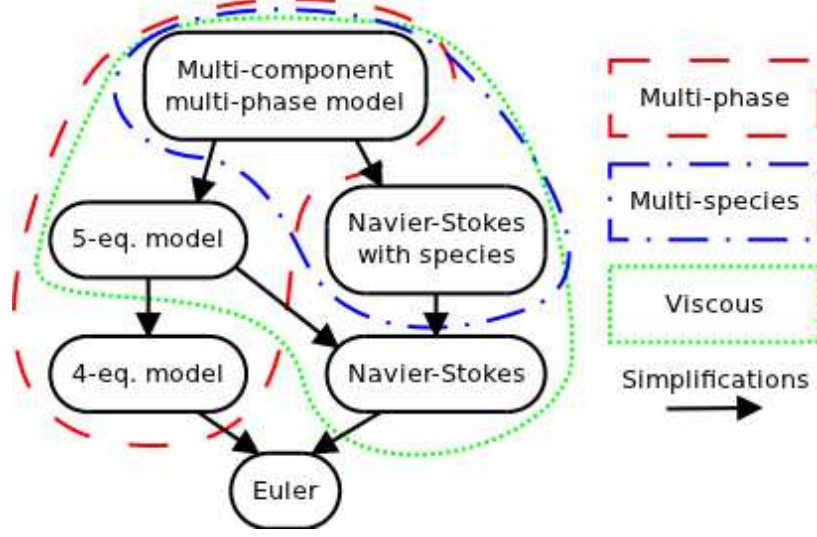 Multi-component
multi-phase model
5-eq. model
Navier-Stokes
with species
4-eq. model
Navier-Stokes
Euler
Multi-phase
Multi-species
Viscous
Simplifications